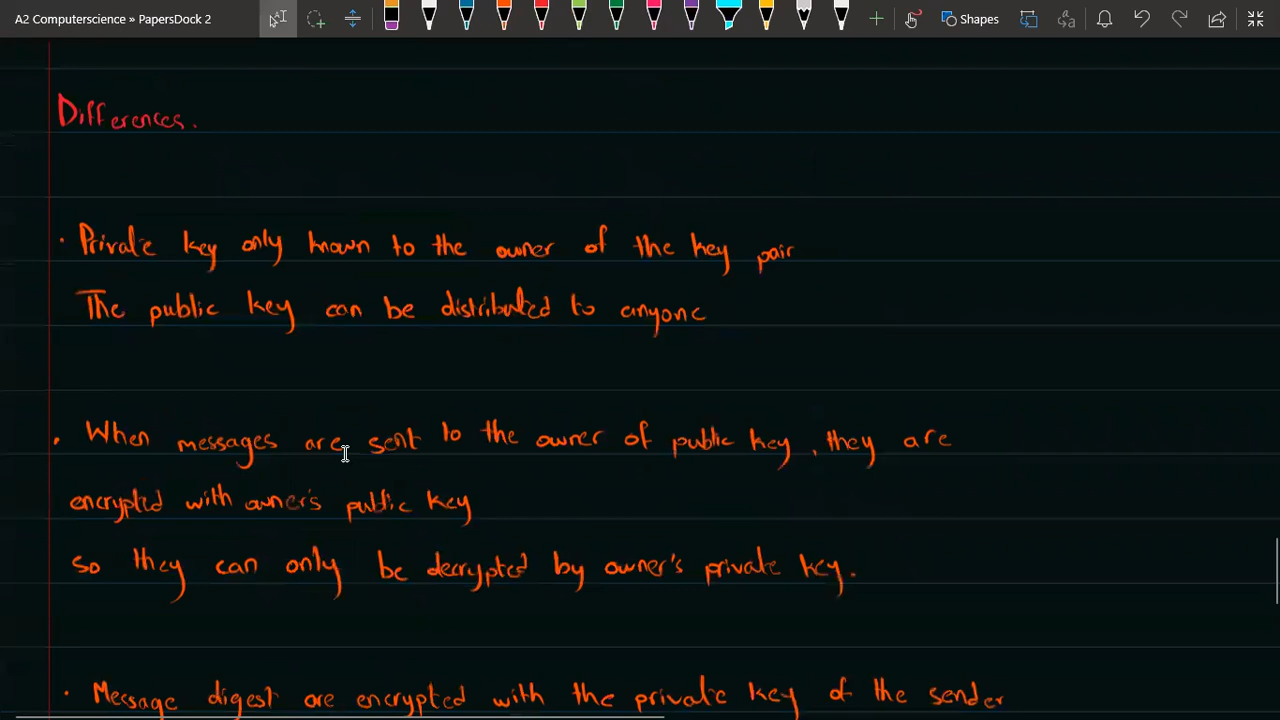 A2 Computerscience » PapersDock 2
Shapes
Differences.
• Private key only known to the owner of the key pair
The public key can be distributed to anyone
• When messages are sent to the owner of public key, they are
encrypted with owner's public key
so they can only be decrypted by owner's private key.
• Message digest are encrypted with the private key of the sender